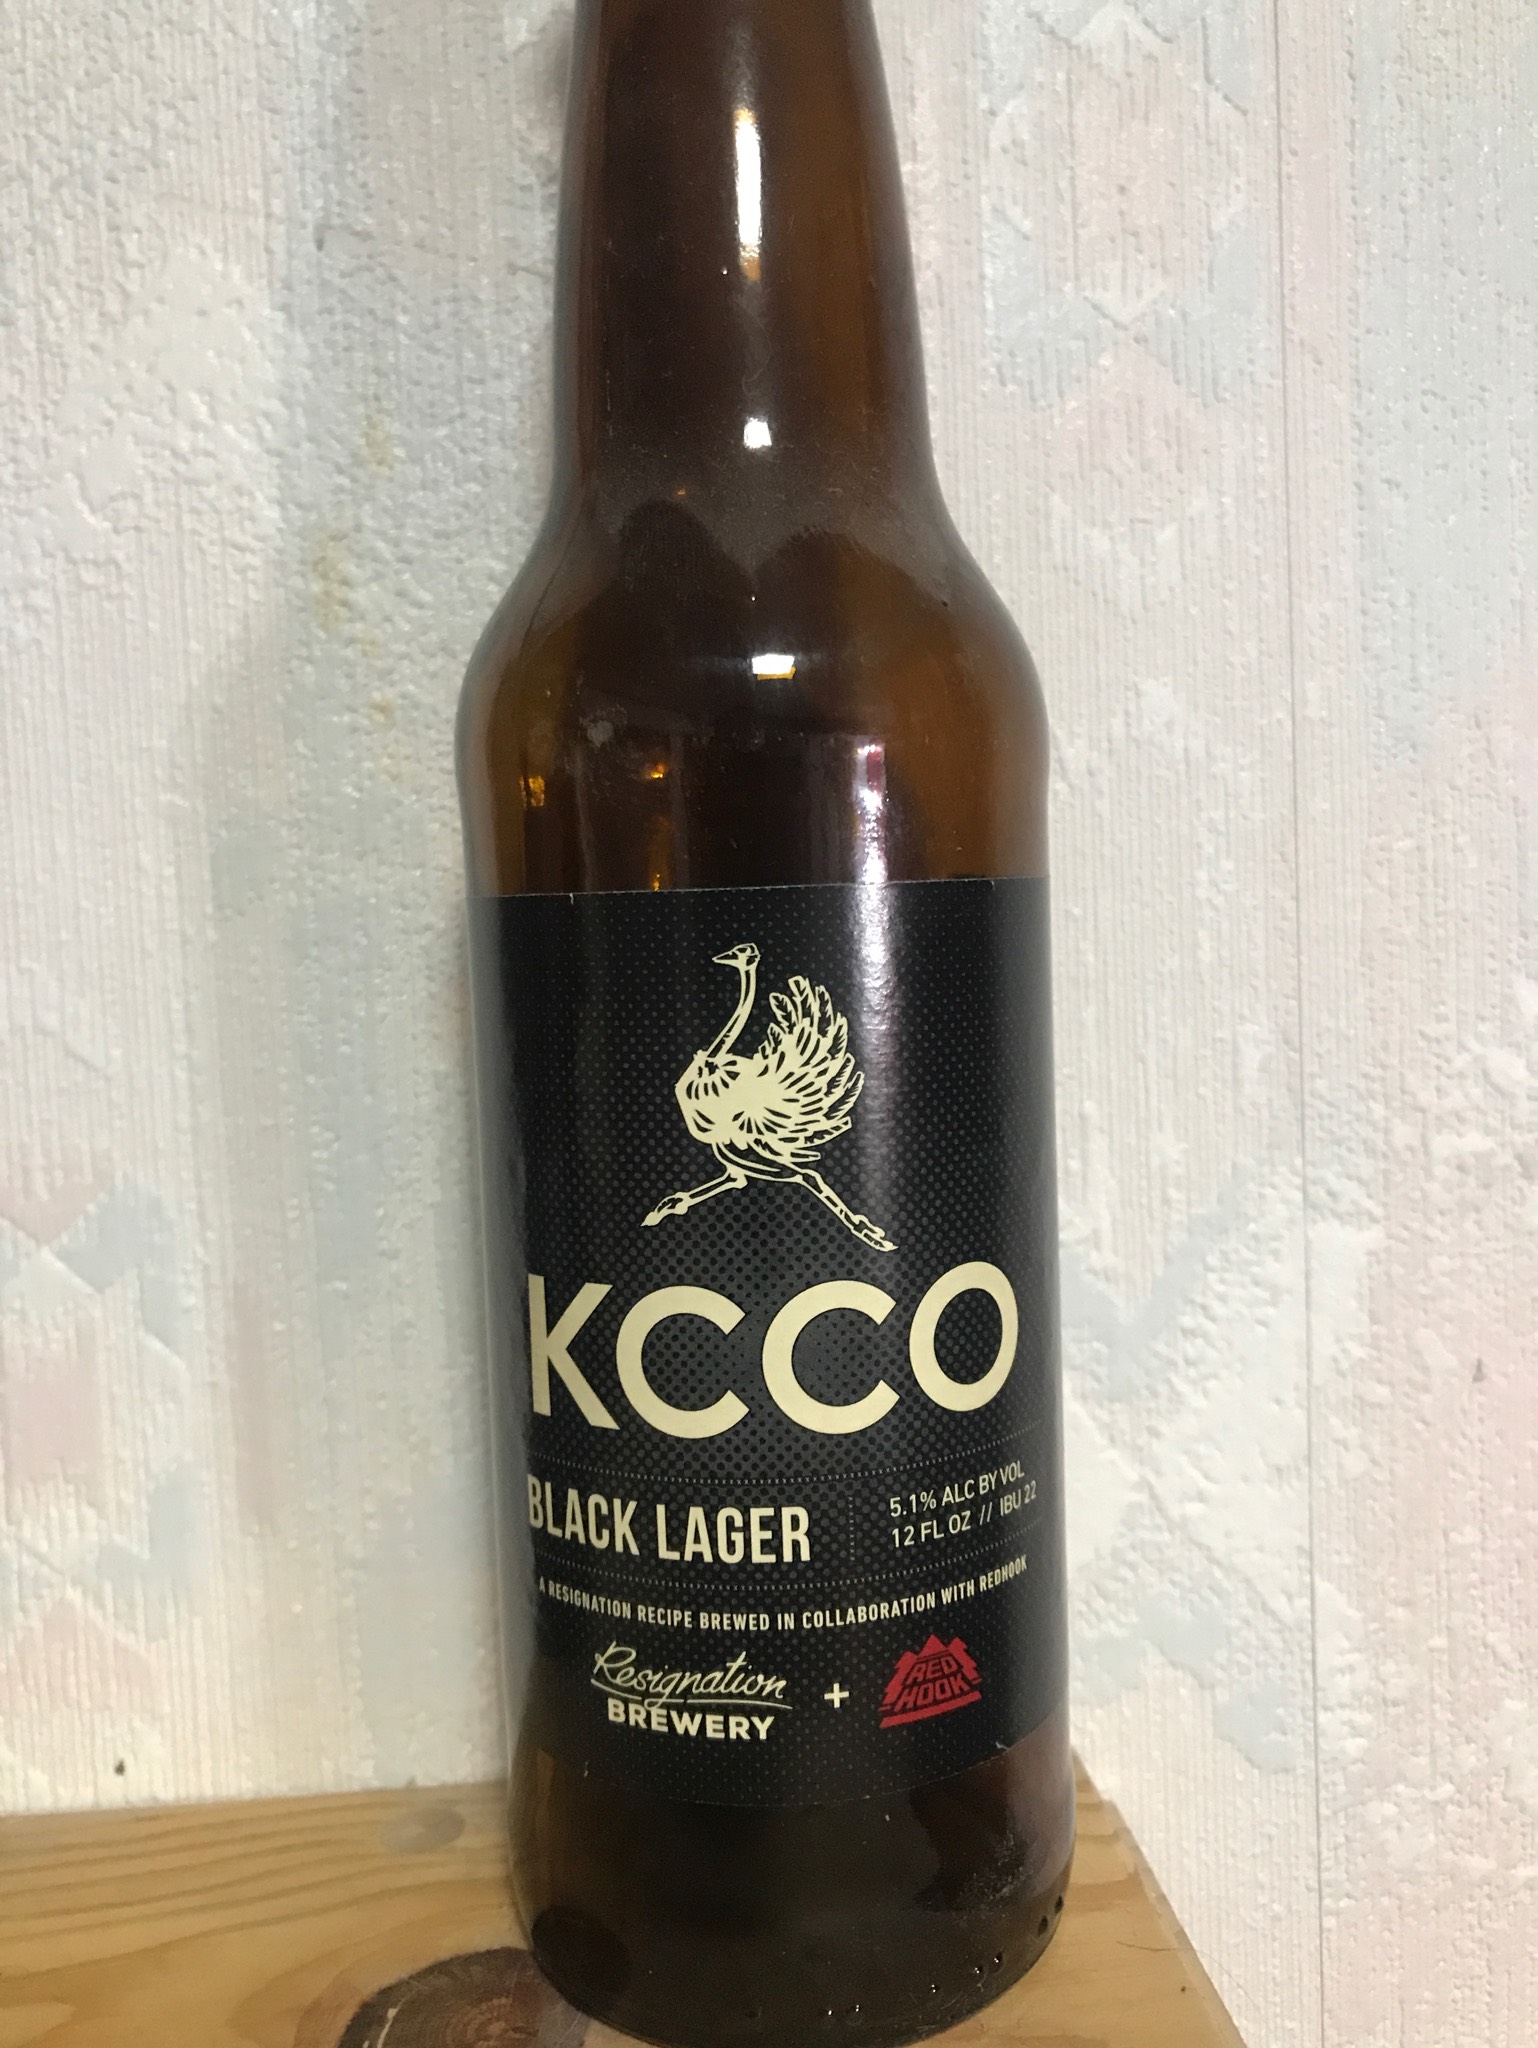 KCCO
BLACK LAGER
5.1% ALC BY VOL
12 FL OZ // IBU 22
A RESIGNATION RECIPE BREWED IN COLLABORATION WITH REDHOOK
Resignation
BREWERY
+
RED
HOOK